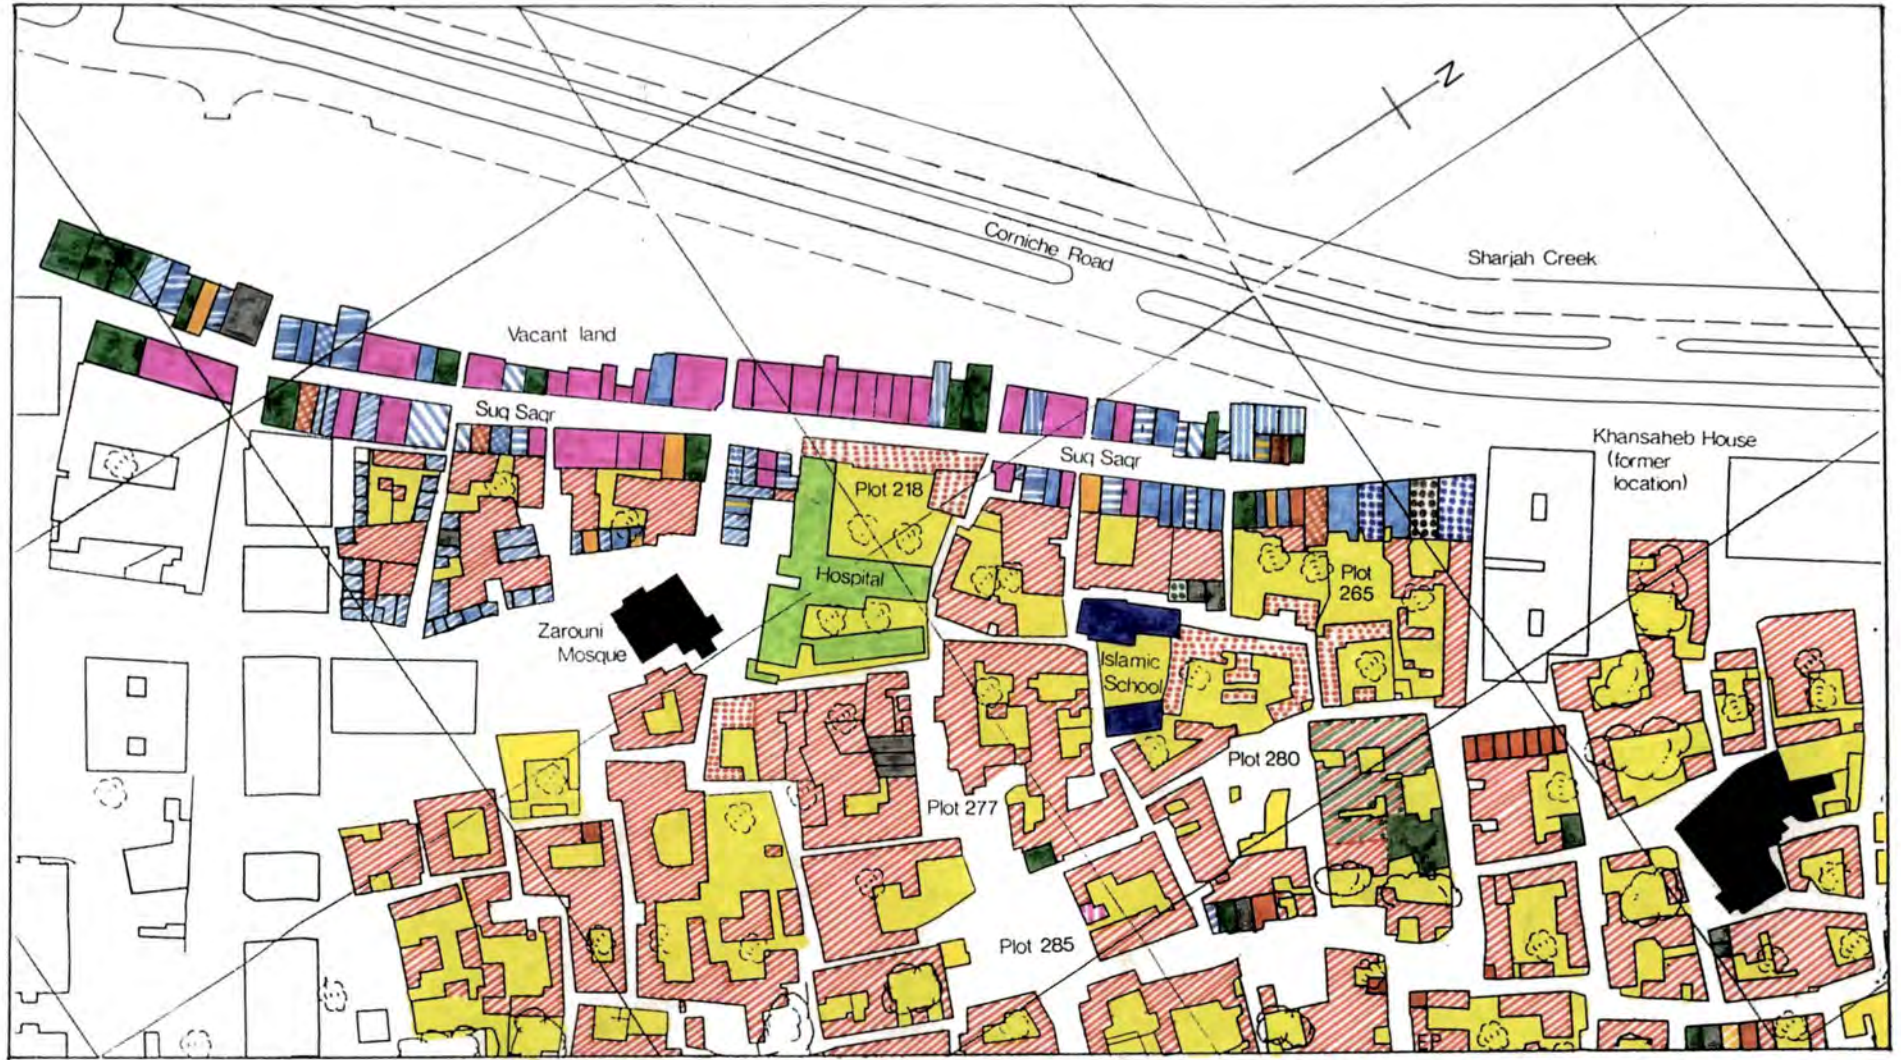 N
Corniche Road
Sharjah Creek
Vacant land
Suq Saqr
Khansaheb House
(former
location)
Suq Saqr
Plot 218
Hospital
Plot
265
Zarouni
Mosque
Islamic
School
Plot 280
Plot 277
Plot 285
EP